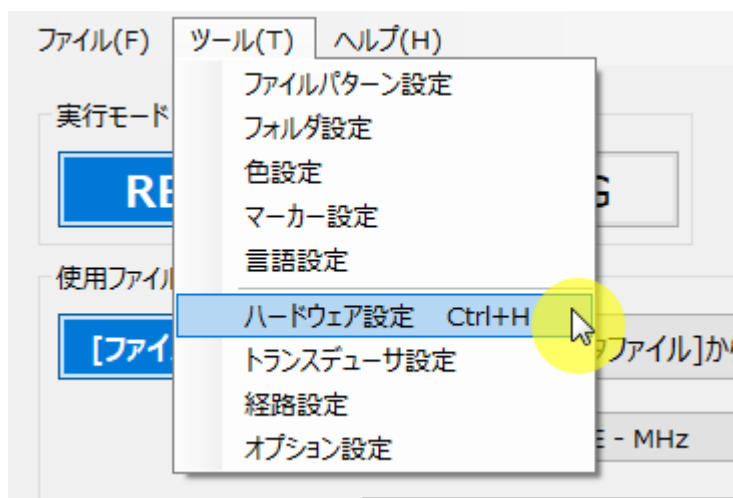 ファイル(F) ツール(T) ヘルプ(H)
ファイルパターン設定
実行モード
フォルダ設定
色設定
マーカー設定
言語設定
使用ファイル
ハードウェア設定 Ctrl+H
トランスデューサ設定
経路設定
オプション設定
- MHz